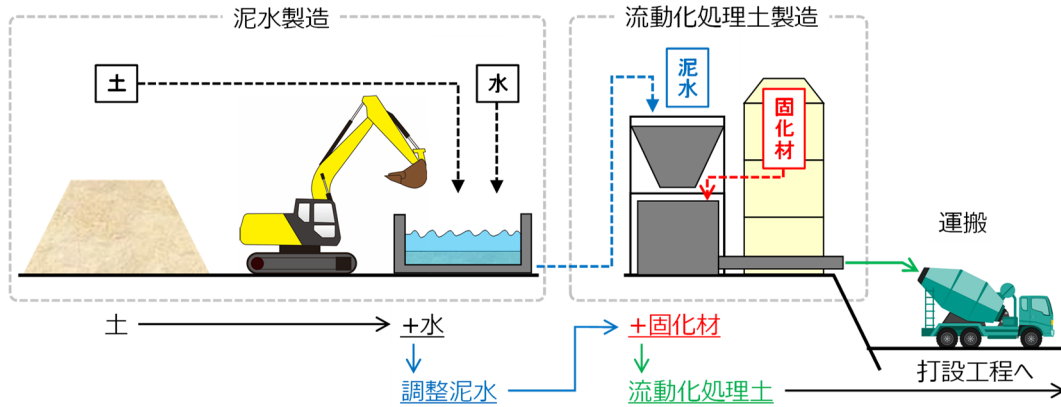 泥水製造
流動化処理土製造
土
水
泥水
固化材
運搬
土
+水
+固化材
打設工程へ
調整泥水
流動化処理土